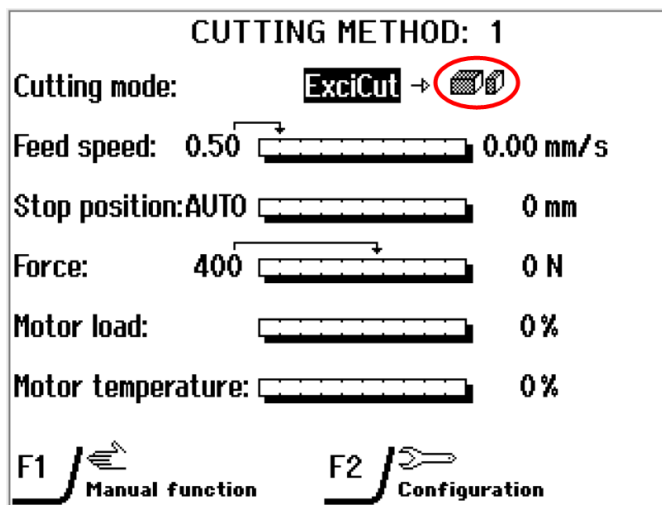 CUTTING METHOD: 1
Cutting mode: ExciCut
Feed speed: 0.50 0.00 mm/s
Stop position:AUTO 0 mm
Force: 400 0 N
Motor load: 0 %
Motor temperature: 0 %
F1 Manual function F2 Configuration